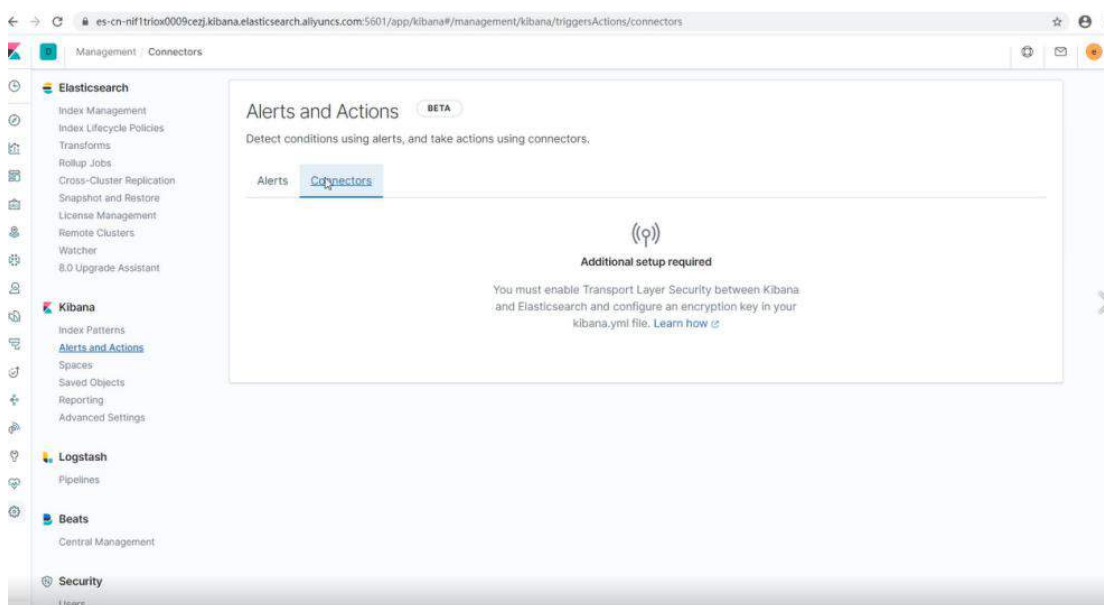 es-cn-nif1triox0009cezj.kibana.elasticsearch.aliyuncs.com:5601/app/kibana#/management/kibana/triggersActions/connectors
D
Management / Connectors
e
Elasticsearch
Index Management
Index Lifecycle Policies
Transforms
Rollup Jobs
Cross-Cluster Replication
Snapshot and Restore
License Management
Remote Clusters
Watcher
8.0 Upgrade Assistant
Kibana
Index Patterns
Alerts and Actions
Spaces
Saved Objects
Reporting
Advanced Settings
Logstash
Pipelines
Beats
Central Management
Security
Users
Alerts and Actions BETA
Detect conditions using alerts, and take actions using connectors.
Alerts Connectors
Additional setup required
You must enable Transport Layer Security between Kibana
and Elasticsearch and configure an encryption key in your
kibana.yml file. Learn how